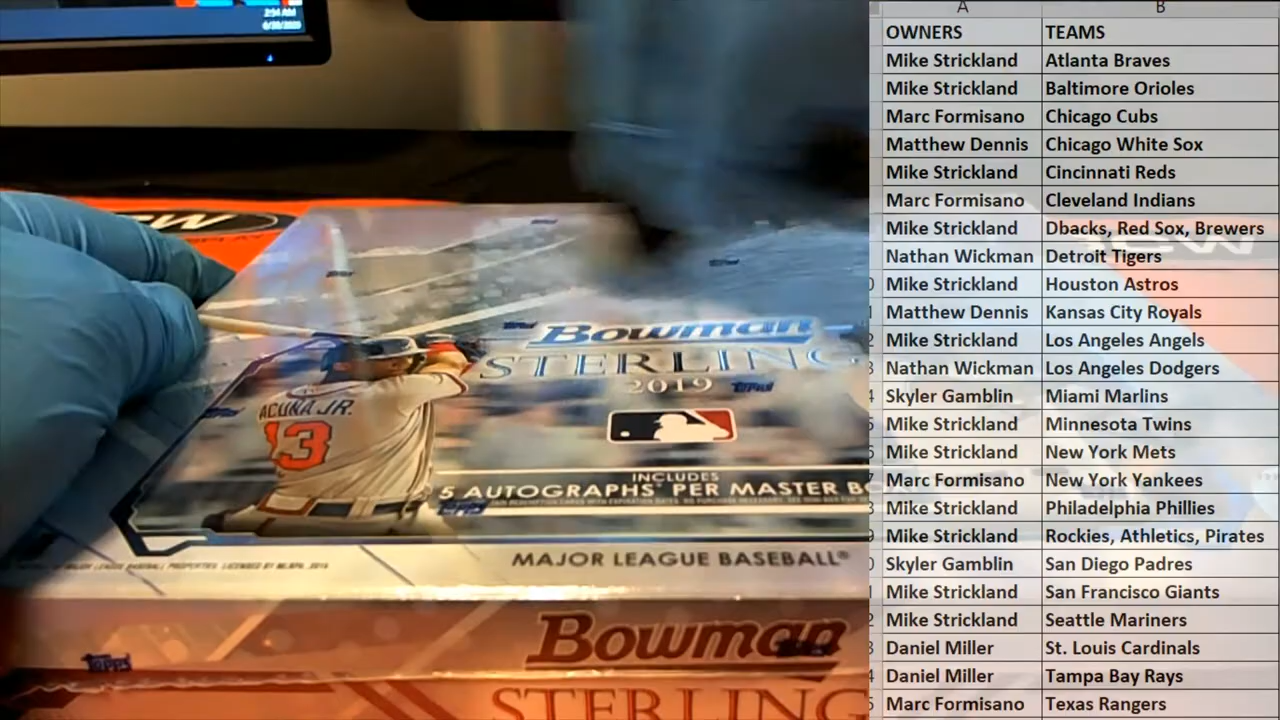 2:34 AM
A B
OWNERS TEAMS
Mike Strickland Atlanta Braves
Mike Strickland Baltimore Orioles
Marc Formisano Chicago Cubs
Matthew Dennis Chicago White Sox
Mike Strickland Cincinnati Reds
Marc Formisano Cleveland Indians
Mike Strickland Dbacks, Red Sox, Brewers
Nathan Wickman Detroit Tigers
Mike Strickland Houston Astros
Matthew Dennis Kansas City Royals
Mike Strickland Los Angeles Angels
Nathan Wickman Los Angeles Dodgers
Skyler Gamblin Miami Marlins
Mike Strickland Minnesota Twins
Mike Strickland New York Mets
Marc Formisano New York Yankees
Mike Strickland Philadelphia Phillies
Mike Strickland Rockies, Athletics, Pirates
Skyler Gamblin San Diego Padres
Mike Strickland San Francisco Giants
Mike Strickland Seattle Mariners
Daniel Miller St. Louis Cardinals
Daniel Miller Tampa Bay Rays
Marc Formisano Texas Rangers
Bowman
STERLING
2019
ACUÑA JR.
13
INCLUDES
5 AUTOGRAPHS PER MASTER
MAJOR LEAGUE BASEBALL®
Topps
Bowman
STERLING